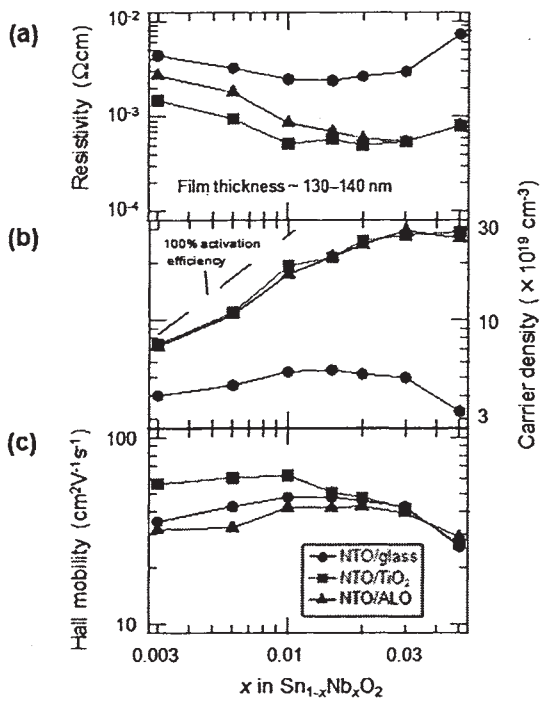 (a)
Resistivity (Ωcm)
10⁻²
10⁻³
10⁻⁴
Film thickness ~ 130–140 nm
(b)
100% activation
efficiency
30
10
3
Carrier density (× 10¹⁹ cm⁻³)
(c)
Hall mobility (cm²V⁻¹s⁻¹)
100
10
NTO/glass
NTO/TiO₂
NTO/ALO
0.003
0.01
0.03
x in Sn₁₋ₓNbₓO₂